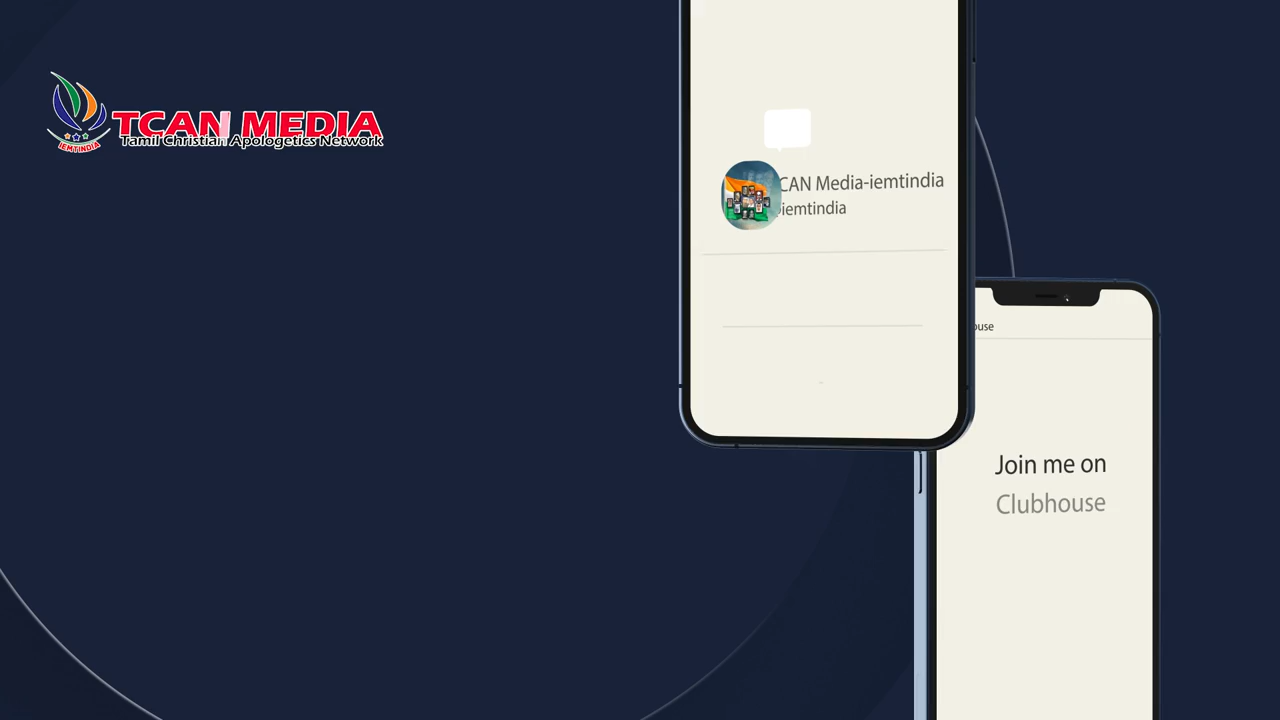 TCAN MEDIA
Tamil Christian Apologetics Network
IEMTINDIA
CAN Media-iemtindia
iemtindia
ouse
Join me on
Clubhouse